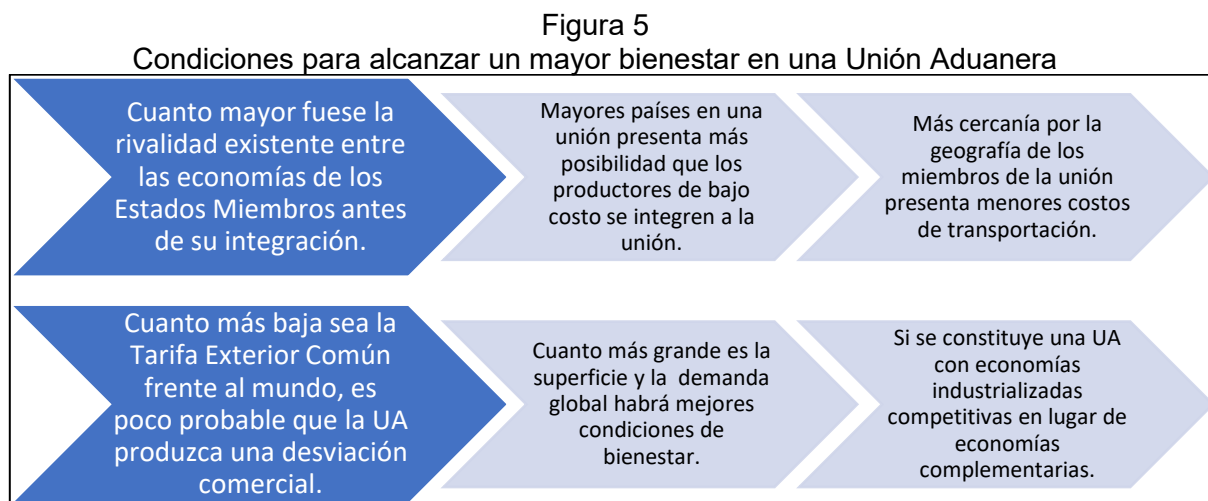 Figura 5
Condiciones para alcanzar un mayor bienestar en una Unión Aduanera
Cuanto mayor fuese la
rivalidad existente entre
las economías de los
Estados Miembros antes
de su integración.
Mayores países en una
unión presenta más
posibilidad que los
productores de bajo
costo se integren a la
unión.
Más cercanía por la
geografía de los
miembros de la unión
presenta menores costos
de transportación.
Cuanto más baja sea la
Tarifa Exterior Común
frente al mundo, es
poco probable que la UA
produzca una desviación
comercial.
Cuanto más grande es la
superficie y la demanda
global habrá mejores
condiciones de
bienestar.
Si se constituye una UA
con economías
industrializadas
competitivas en lugar de
economías
complementarias.